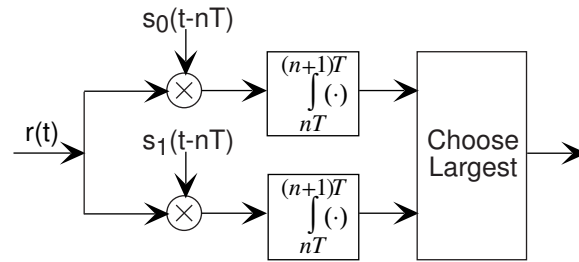 s₀(t-nT)
(n+1)T
∫(·)
nT
r(t)
s₁(t-nT)
(n+1)T
∫(·)
nT
Choose
Largest